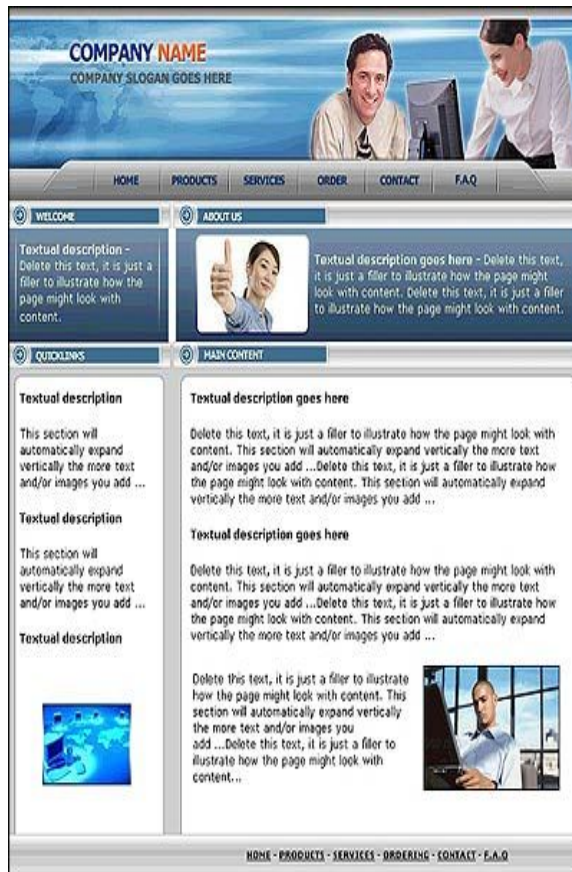 COMPANY NAME
COMPANY SLOGAN GOES HERE
HOME PRODUCTS SERVICES ORDER CONTACT F.A.Q
WELCOME
Textual description -
Delete this text, it is just a
filler to illustrate how the
page might look with
content.
ABOUT US
Textual description goes here - Delete this text,
it is just a filler to illustrate how the page might
look with content. Delete this text, it is just a filler
to illustrate how the page might look with content.
QUICKLINKS
Textual description
This section will
automatically expand
vertically the more text
and/or images you add ...
Textual description
This section will
automatically expand
vertically the more text
and/or images you add ...
Textual description
MAIN CONTENT
Textual description goes here
Delete this text, it is just a filler to illustrate how the page might look with
content. This section will automatically expand vertically the more text
and/or images you add ...Delete this text, it is just a filler to illustrate how
the page might look with content. This section will automatically expand
vertically the more text and/or images you add ...
Textual description goes here
Delete this text, it is just a filler to illustrate how the page might look with
content. This section will automatically expand vertically the more text
and/or images you add ...Delete this text, it is just a filler to illustrate how
the page might look with content. This section will automatically expand
vertically the more text and/or images you add ...
Delete this text, it is just a filler to illustrate
how the page might look with content. This
section will automatically expand vertically
the more text and/or images you
add ...Delete this text, it is just a filler to
illustrate how the page might look with
content...
HOME - PRODUCTS - SERVICES - ORDERING - CONTACT - F.A.Q